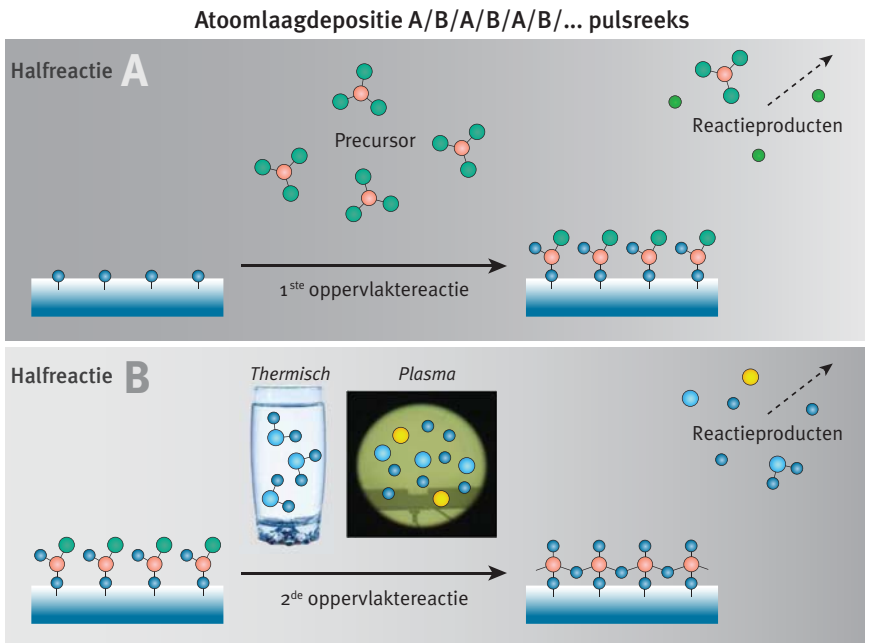 Atoomlaagdepositie A/B/A/B/A/B/... pulsreeks
Halfreactie A
Precursor
Reactieproducten
1ste oppervlaktereactie
Halfreactie B
Thermisch
Plasma
Reactieproducten
2de oppervlaktereactie